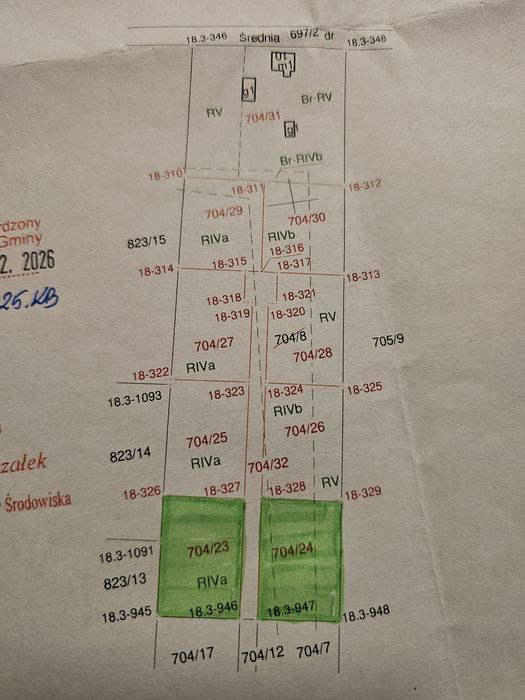 18.3-346 Średnia 697/2 dr 18.3-348
m1
g1
RV 704/31 Br-RV
g1
Br-RIVb
18-310 18-311 18-312
rdzony
Gminy
2. 2026
25.KB
704/29 704/30
823/15 RIVa RIVb
18-316
18-314 18-315 18-317 18-313
18-318 18-321
18-319 18-320 RV
704/8
704/27 704/28 705/9
18-322 RIVa
18.3-1093 18-323 18-324 18-325
RIVb
704/25 704/26
823/14 RIVa 704/32
załek
Środowiska
18-326 18-327 18-328 RV 18-329
18.3-1091 704/23 704/24
823/13 RIVa
18.3-945 18.3-946 18.3-947 18.3-948
704/17 704/12 704/7